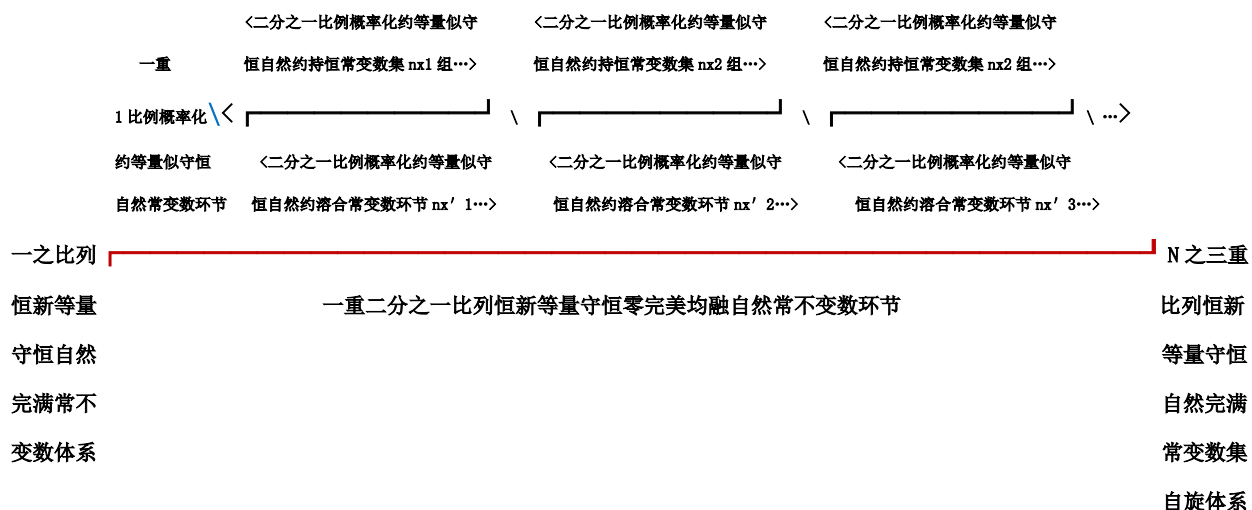 <二分之一比例概率化约等量似守 <二分之一比例概率化约等量似守 <二分之一比例概率化约等量似守
一重 恒自然约持恒常变数集 nx1 组…> 恒自然约持恒常变数集 nx2 组…> 恒自然约持恒常变数集 nx2 组…>
1 比例概率化\< \ \ \ …>
约等量似守恒 <二分之一比例概率化约等量似守 <二分之一比例概率化约等量似守 <二分之一比例概率化约等量似守
自然常变数环节 恒自然约溶合常变数环节 nx′1…> 恒自然约溶合常变数环节 nx′2…> 恒自然约溶合常变数环节 nx′3…>
一之比列 N 之三重
恒新等量 一重二分之一比列恒新等量守恒零完美均融自然常不变数环节 比列恒新
守恒自然 等量守恒
完满常不 自然完满
变数体系 常变数集
自旋体系